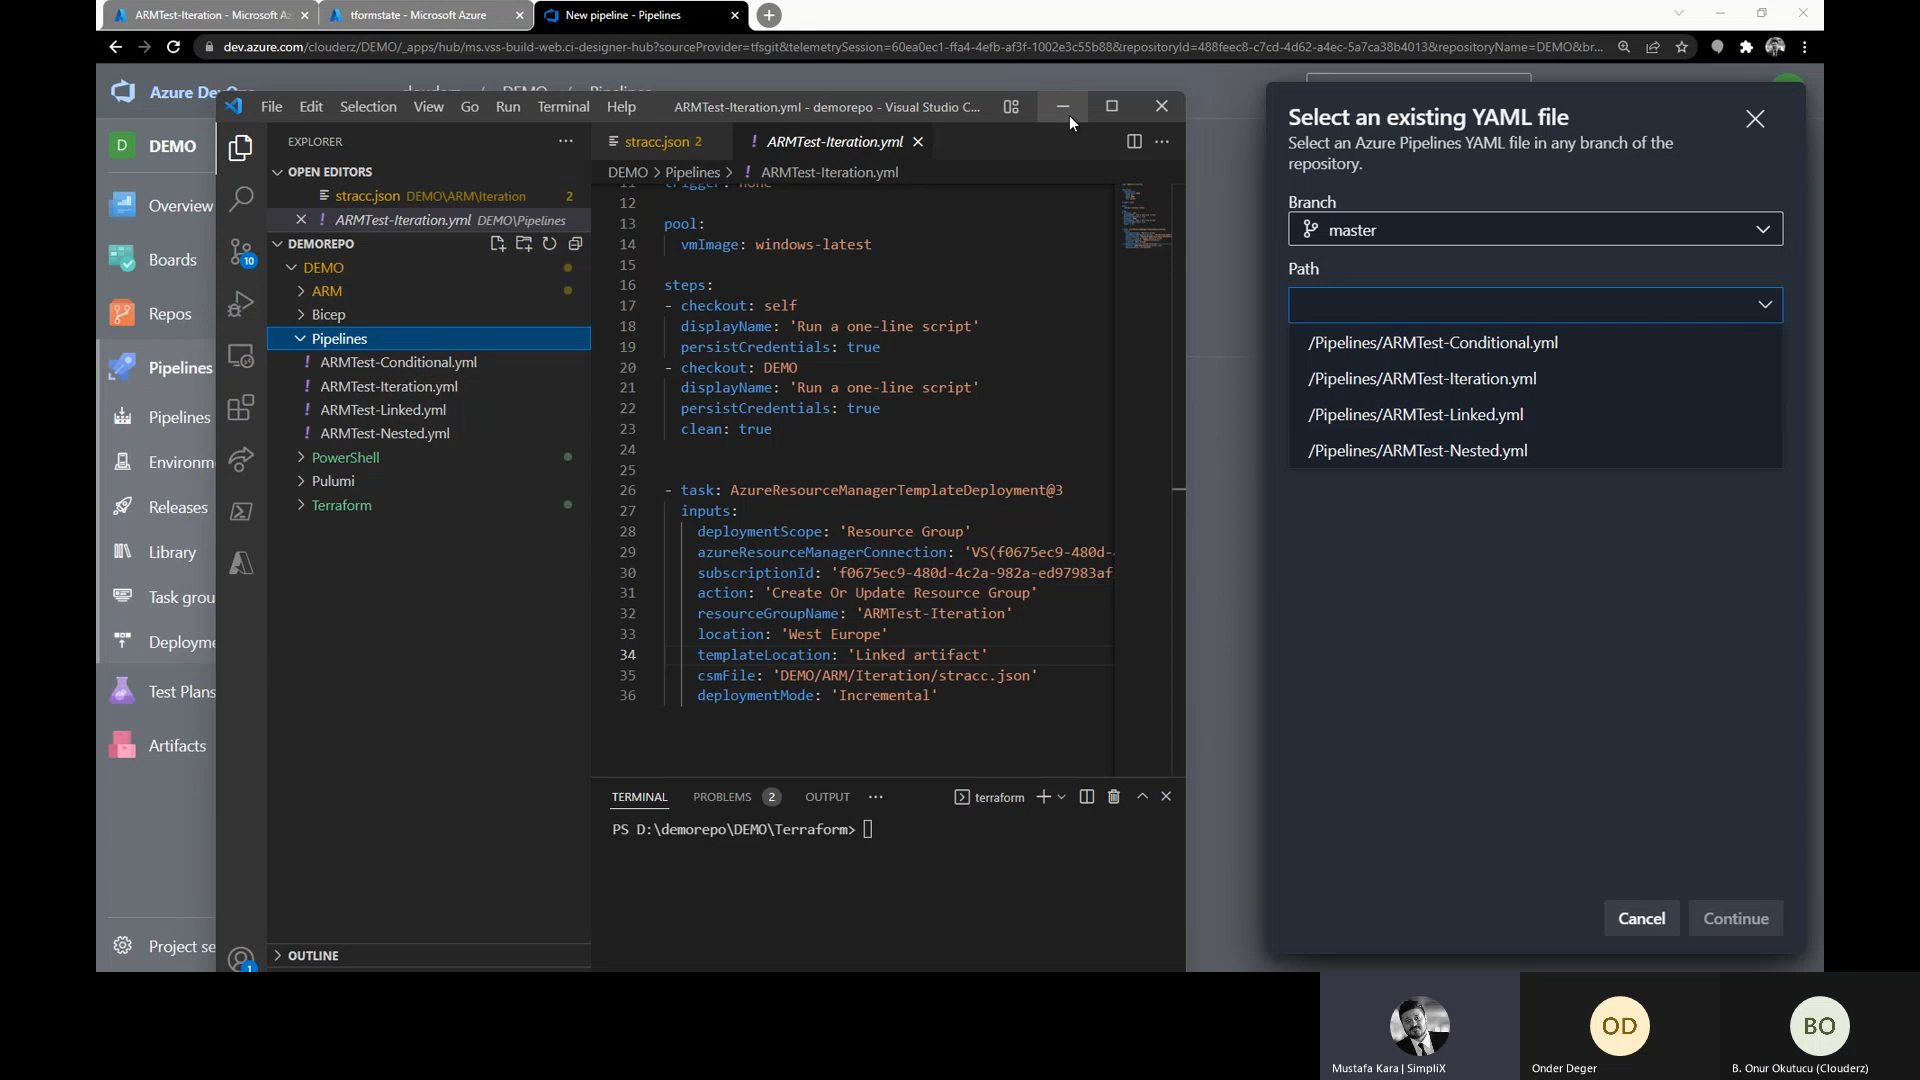 ARMTest-Iteration - Microsoft Az
tformstate - Microsoft Azure
New pipeline - Pipelines
dev.azure.com/clouderz/DEMO/_apps/hub/ms.vss-build-web.ci-designer-hub?sourceProvider=tfsgit&telemetrySession=60ea0ec1-ffa4-4efb-af3f-1002e3c55b88&repositoryId=488feec8-c7cd-4d62-a4ec-5a7ca38b4013&repositoryName=DEMO&br...
Azure De
D
DEMO
Overview
Boards
Repos
Pipelines
Pipelines
Environm
Releases
Library
Task grou
Deployme
Test Plans
Artifacts
Project se
File Edit Selection View Go Run Terminal Help
ARMTest-Iteration.yml - demorepo - Visual Studio C...
EXPLORER
OPEN EDITORS
stracc.json DEMO\ARM\Iteration 2
ARMTest-Iteration.yml DEMO\Pipelines
DEMOREPO
10
DEMO
ARM
Bicep
Pipelines
ARMTest-Conditional.yml
ARMTest-Iteration.yml
ARMTest-Linked.yml
ARMTest-Nested.yml
PowerShell
Pulumi
Terraform
OUTLINE
1
stracc.json 2
ARMTest-Iteration.yml
DEMO > Pipelines > ! ARMTest-Iteration.yml
11 trigger: none
12
13 pool:
14 vmImage: windows-latest
15
16 steps:
17 - checkout: self
18 displayName: 'Run a one-line script'
19 persistCredentials: true
20 - checkout: DEMO
21 displayName: 'Run a one-line script'
22 persistCredentials: true
23 clean: true
24
25
26 - task: AzureResourceManagerTemplateDeployment@3
27 inputs:
28 deploymentScope: 'Resource Group'
29 azureResourceManagerConnection: 'VS(f0675ec9-480d-
30 subscriptionId: 'f0675ec9-480d-4c2a-982a-ed97983af
31 action: 'Create Or Update Resource Group'
32 resourceGroupName: 'ARMTest-Iteration'
33 location: 'West Europe'
34 templateLocation: 'Linked artifact'
35 csmFile: 'DEMO/ARM/Iteration/stracc.json'
36 deploymentMode: 'Incremental'
TERMINAL PROBLEMS 2 OUTPUT
terraform
PS D:\demorepo\DEMO\Terraform>
Select an existing YAML file
Select an Azure Pipelines YAML file in any branch of the
repository.
Branch
master
Path
/Pipelines/ARMTest-Conditional.yml
/Pipelines/ARMTest-Iteration.yml
/Pipelines/ARMTest-Linked.yml
/Pipelines/ARMTest-Nested.yml
Cancel
Continue
OD
BO
Mustafa Kara | SimpliX
Onder Deger
B. Onur Okutucu (Clouderz)